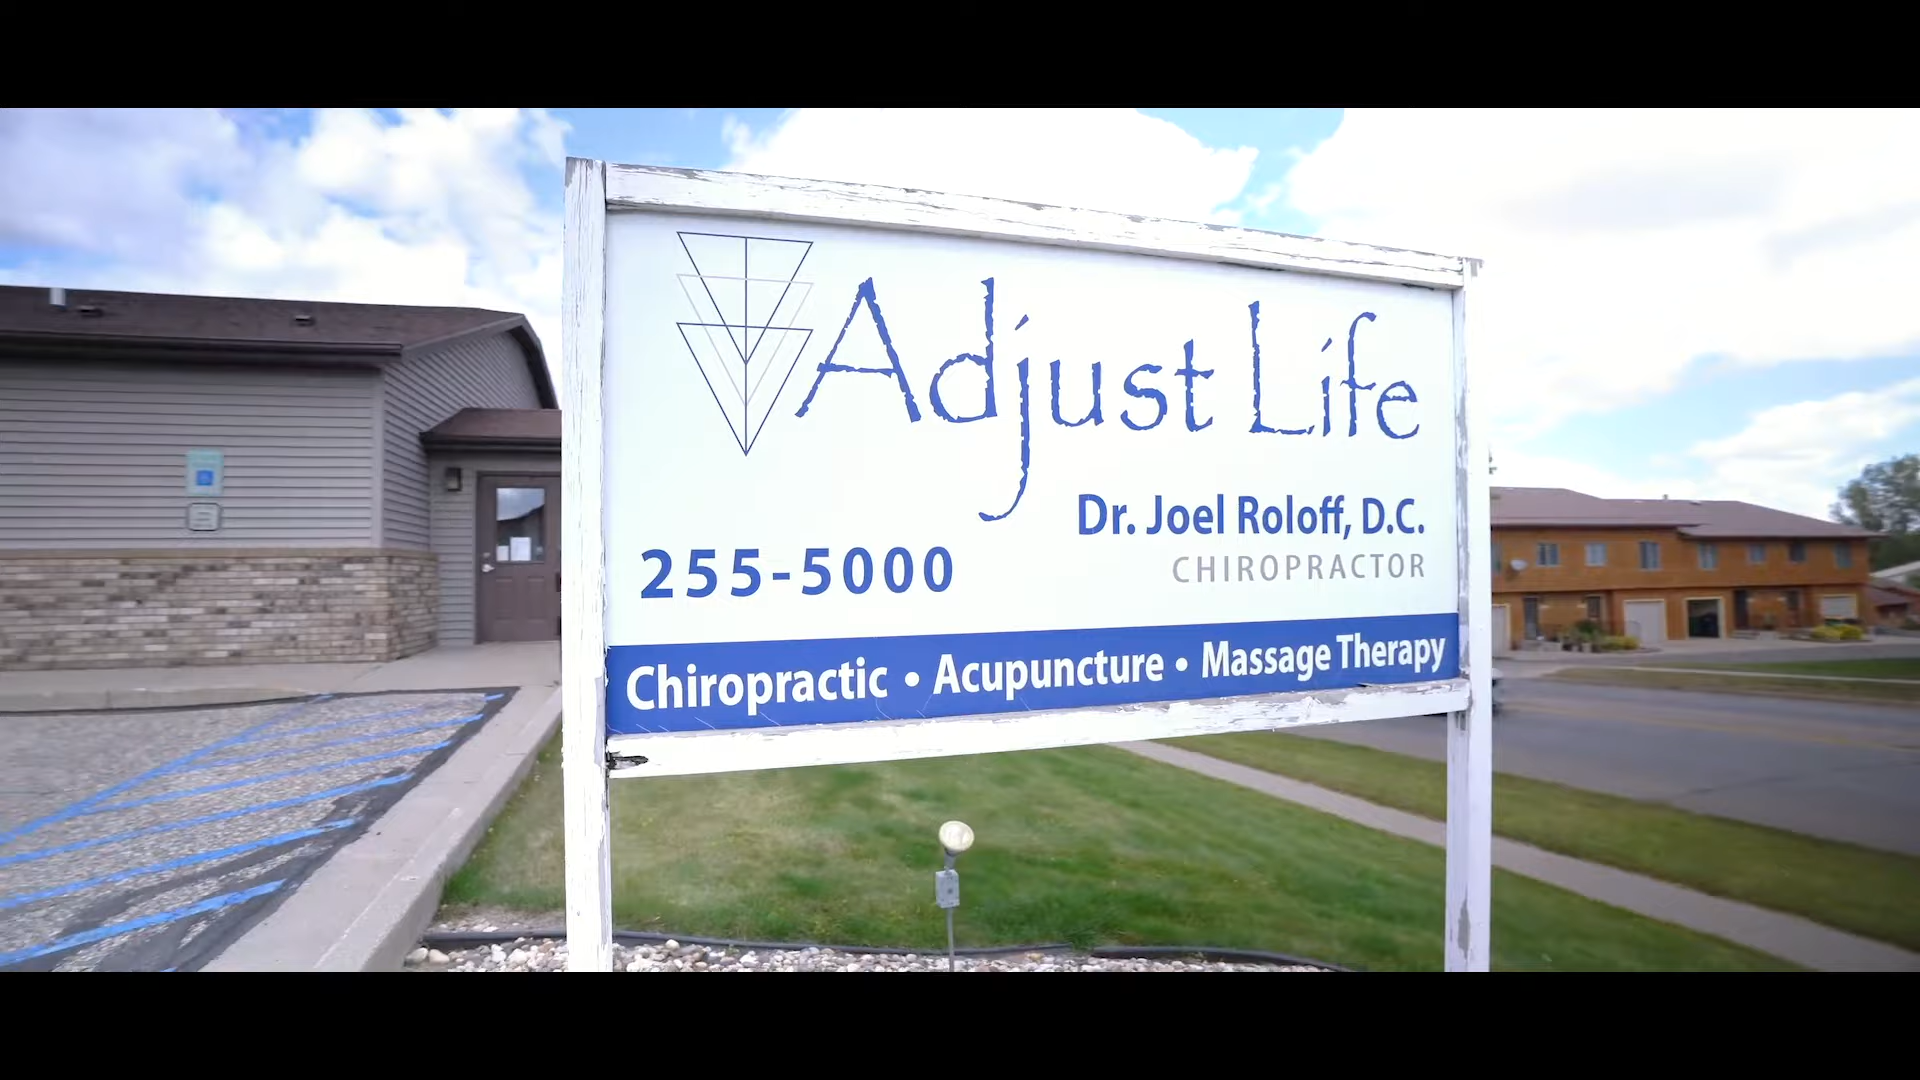 Adjust Life
Dr. Joel Roloff, D.C.
CHIROPRACTOR
255-5000
Chiropractic • Acupuncture • Massage Therapy